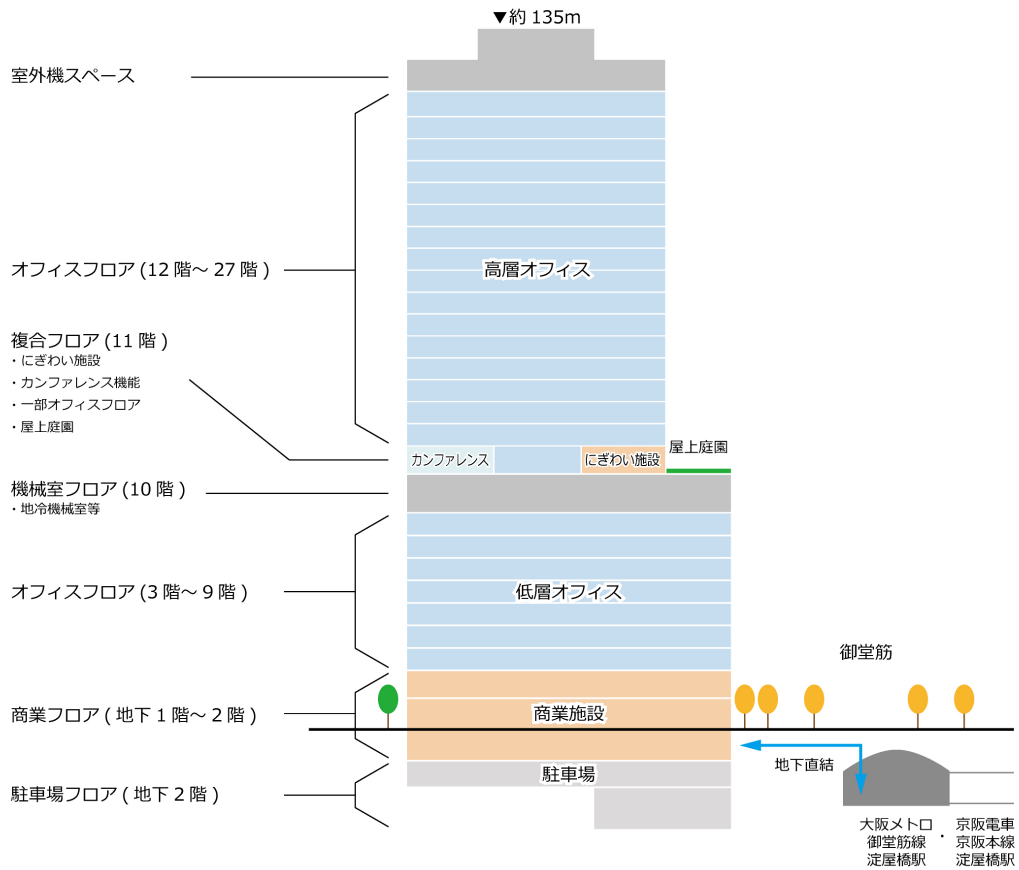 ▼約 135m
室外機スペース
オフィスフロア (12 階～ 27 階 )
高層オフィス
複合フロア (11 階 )
・にぎわい施設
・カンファレンス機能
・一部オフィスフロア
・屋上庭園
カンファレンス
にぎわい施設
屋上庭園
機械室フロア (10 階 )
・地冷機械室等
オフィスフロア (3 階～ 9 階 )
低層オフィス
御堂筋
商業フロア ( 地下 1 階～ 2 階 )
商業施設
地下直結
駐車場
駐車場フロア ( 地下 2 階 )
大阪メトロ
御堂筋線
淀屋橋駅
・
京阪電車
京阪本線
淀屋橋駅